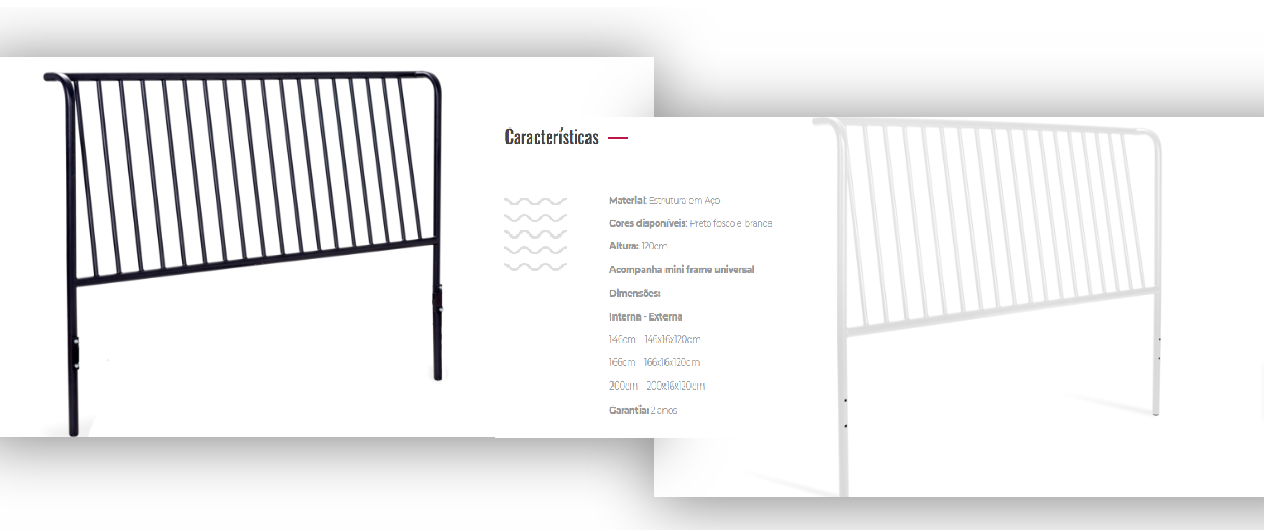 Características
Material: Estrutura em Aço
Cores disponíveis: Preto fosco e branca
Altura: 120cm
Acompanha mini frame universal
Dimensões:
Interna - Externa
146cm - 146x16x120cm
166cm - 166x16x120cm
200cm - 200x16x120cm
Garantia: 2 anos